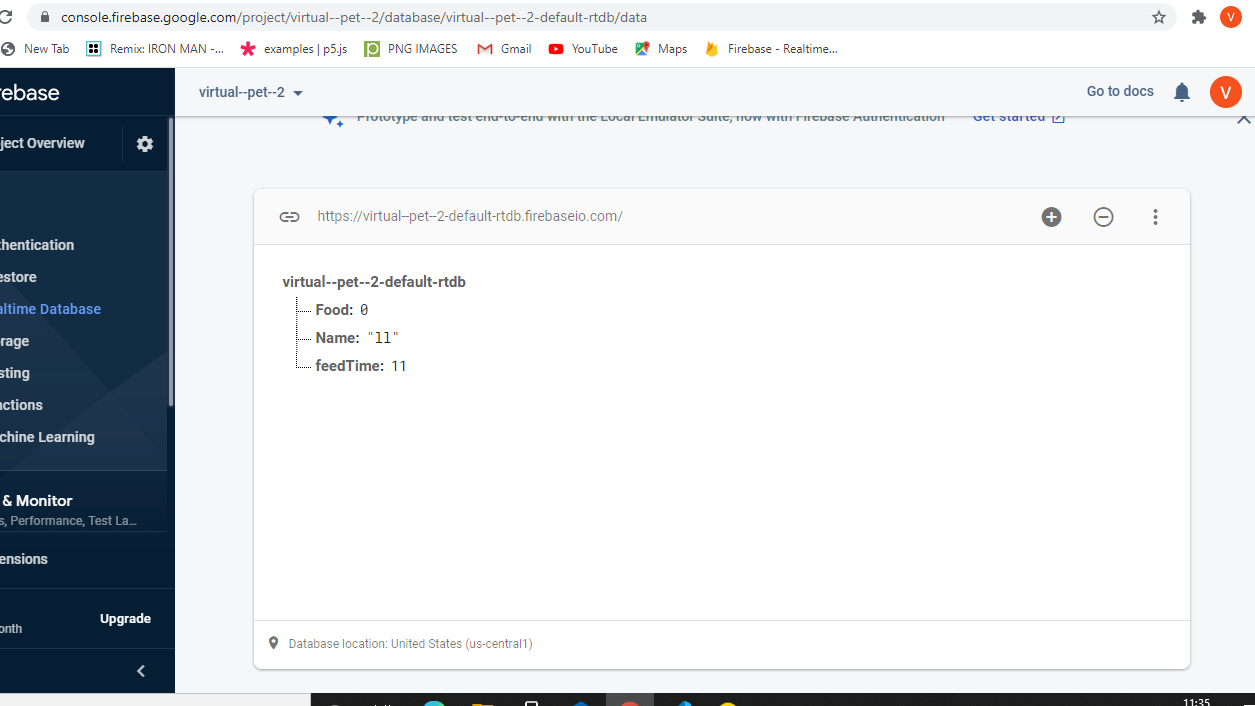 console.firebase.google.com/project/virtual--pet--2/database/virtual--pet--2-default-rtdb/data
V
New Tab
Remix: IRON MAN -...
examples | p5.js
PNG IMAGES
Gmail
YouTube
Maps
Firebase - Realtime...
rebase
virtual--pet--2
Go to docs
V
Prototype and test end-to-end with the Local Emulator Suite, now with Firebase Authentication
Get started
ject Overview
https://virtual--pet--2-default-rtdb.firebaseio.com/
thentication
estore
altime Database
rage
sting
nctions
chine Learning
virtual--pet--2-default-rtdb
Food: 0
Name: "ll"
feedTime: 11
& Monitor
s, Performance, Test La...
ensions
Upgrade
onth
Database location: United States (us-central1)
11:35